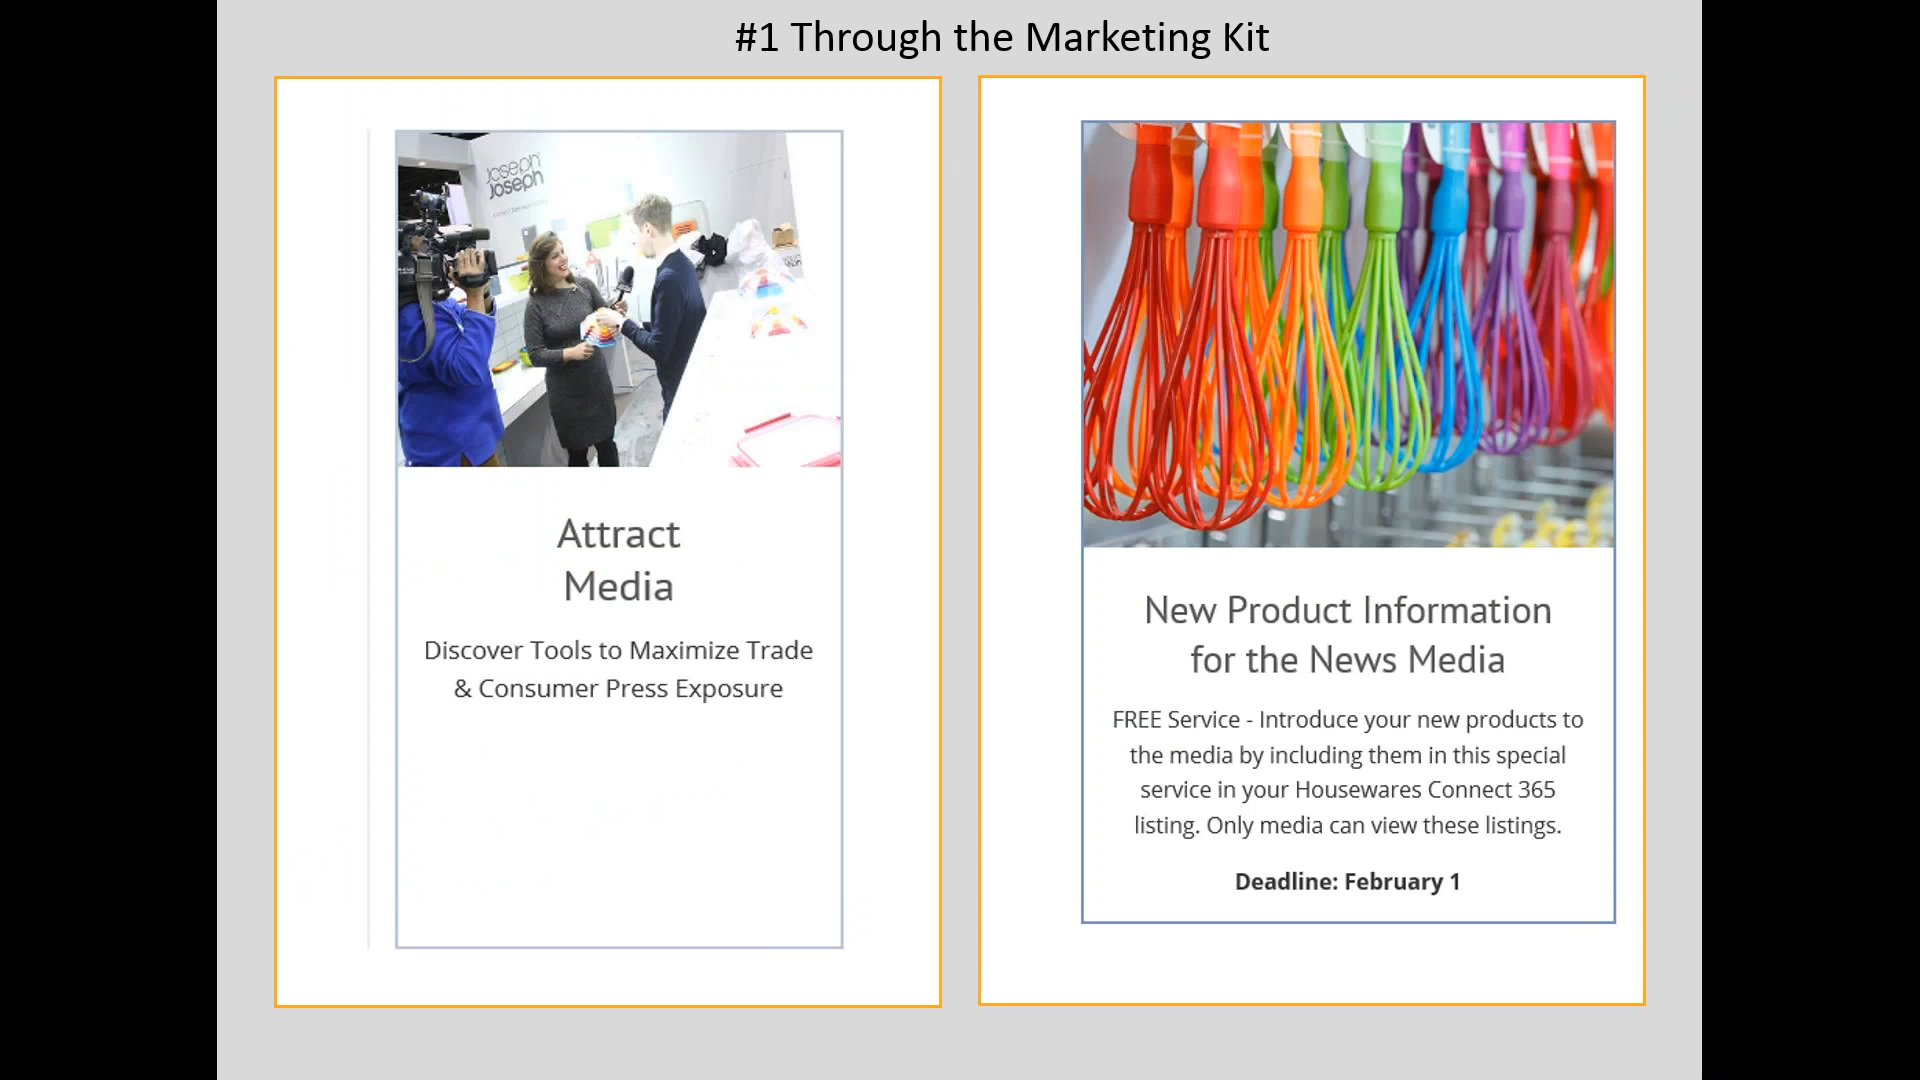 #1 Through the Marketing Kit
joseph
joseph
Attract
Media
Discover Tools to Maximize Trade
& Consumer Press Exposure
New Product Information
for the News Media
FREE Service - Introduce your new products to
the media by including them in this special
service in your Housewares Connect 365
listing. Only media can view these listings.
Deadline: February 1